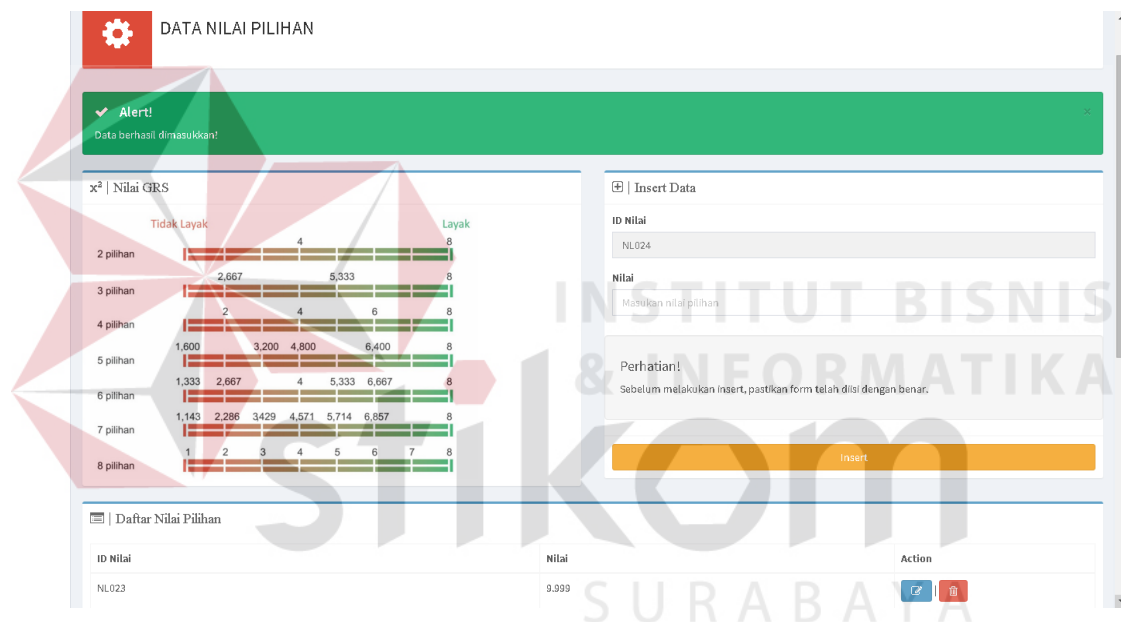 DATA NILAI PILIHAN
Alert!
×
Data berhasil dimasukkan!
x² | Nilai GRS
Tidak Layak
Layak
4 8
2 pilihan
2,667 5,333 8
3 pilihan
2 4 6 8
4 pilihan
1,600 3,200 4,800 6,400 8
5 pilihan
1,333 2,667 4 5,333 6,667 8
6 pilihan
1,143 2,286 3,429 4,571 5,714 6,857 8
7 pilihan
1 2 3 4 5 6 7 8
8 pilihan
| Insert Data
ID Nilai
NL024
Nilai
Masukan nilai pilihan
Perhatian!
Sebelum melakukan insert, pastikan form telah diisi dengan benar.
Insert
| Daftar Nilai Pilihan
ID Nilai Nilai Action
NL023 9.999 |
INSTITUT BISNIS
& INFORMATIKA
stikom
SURABAYA